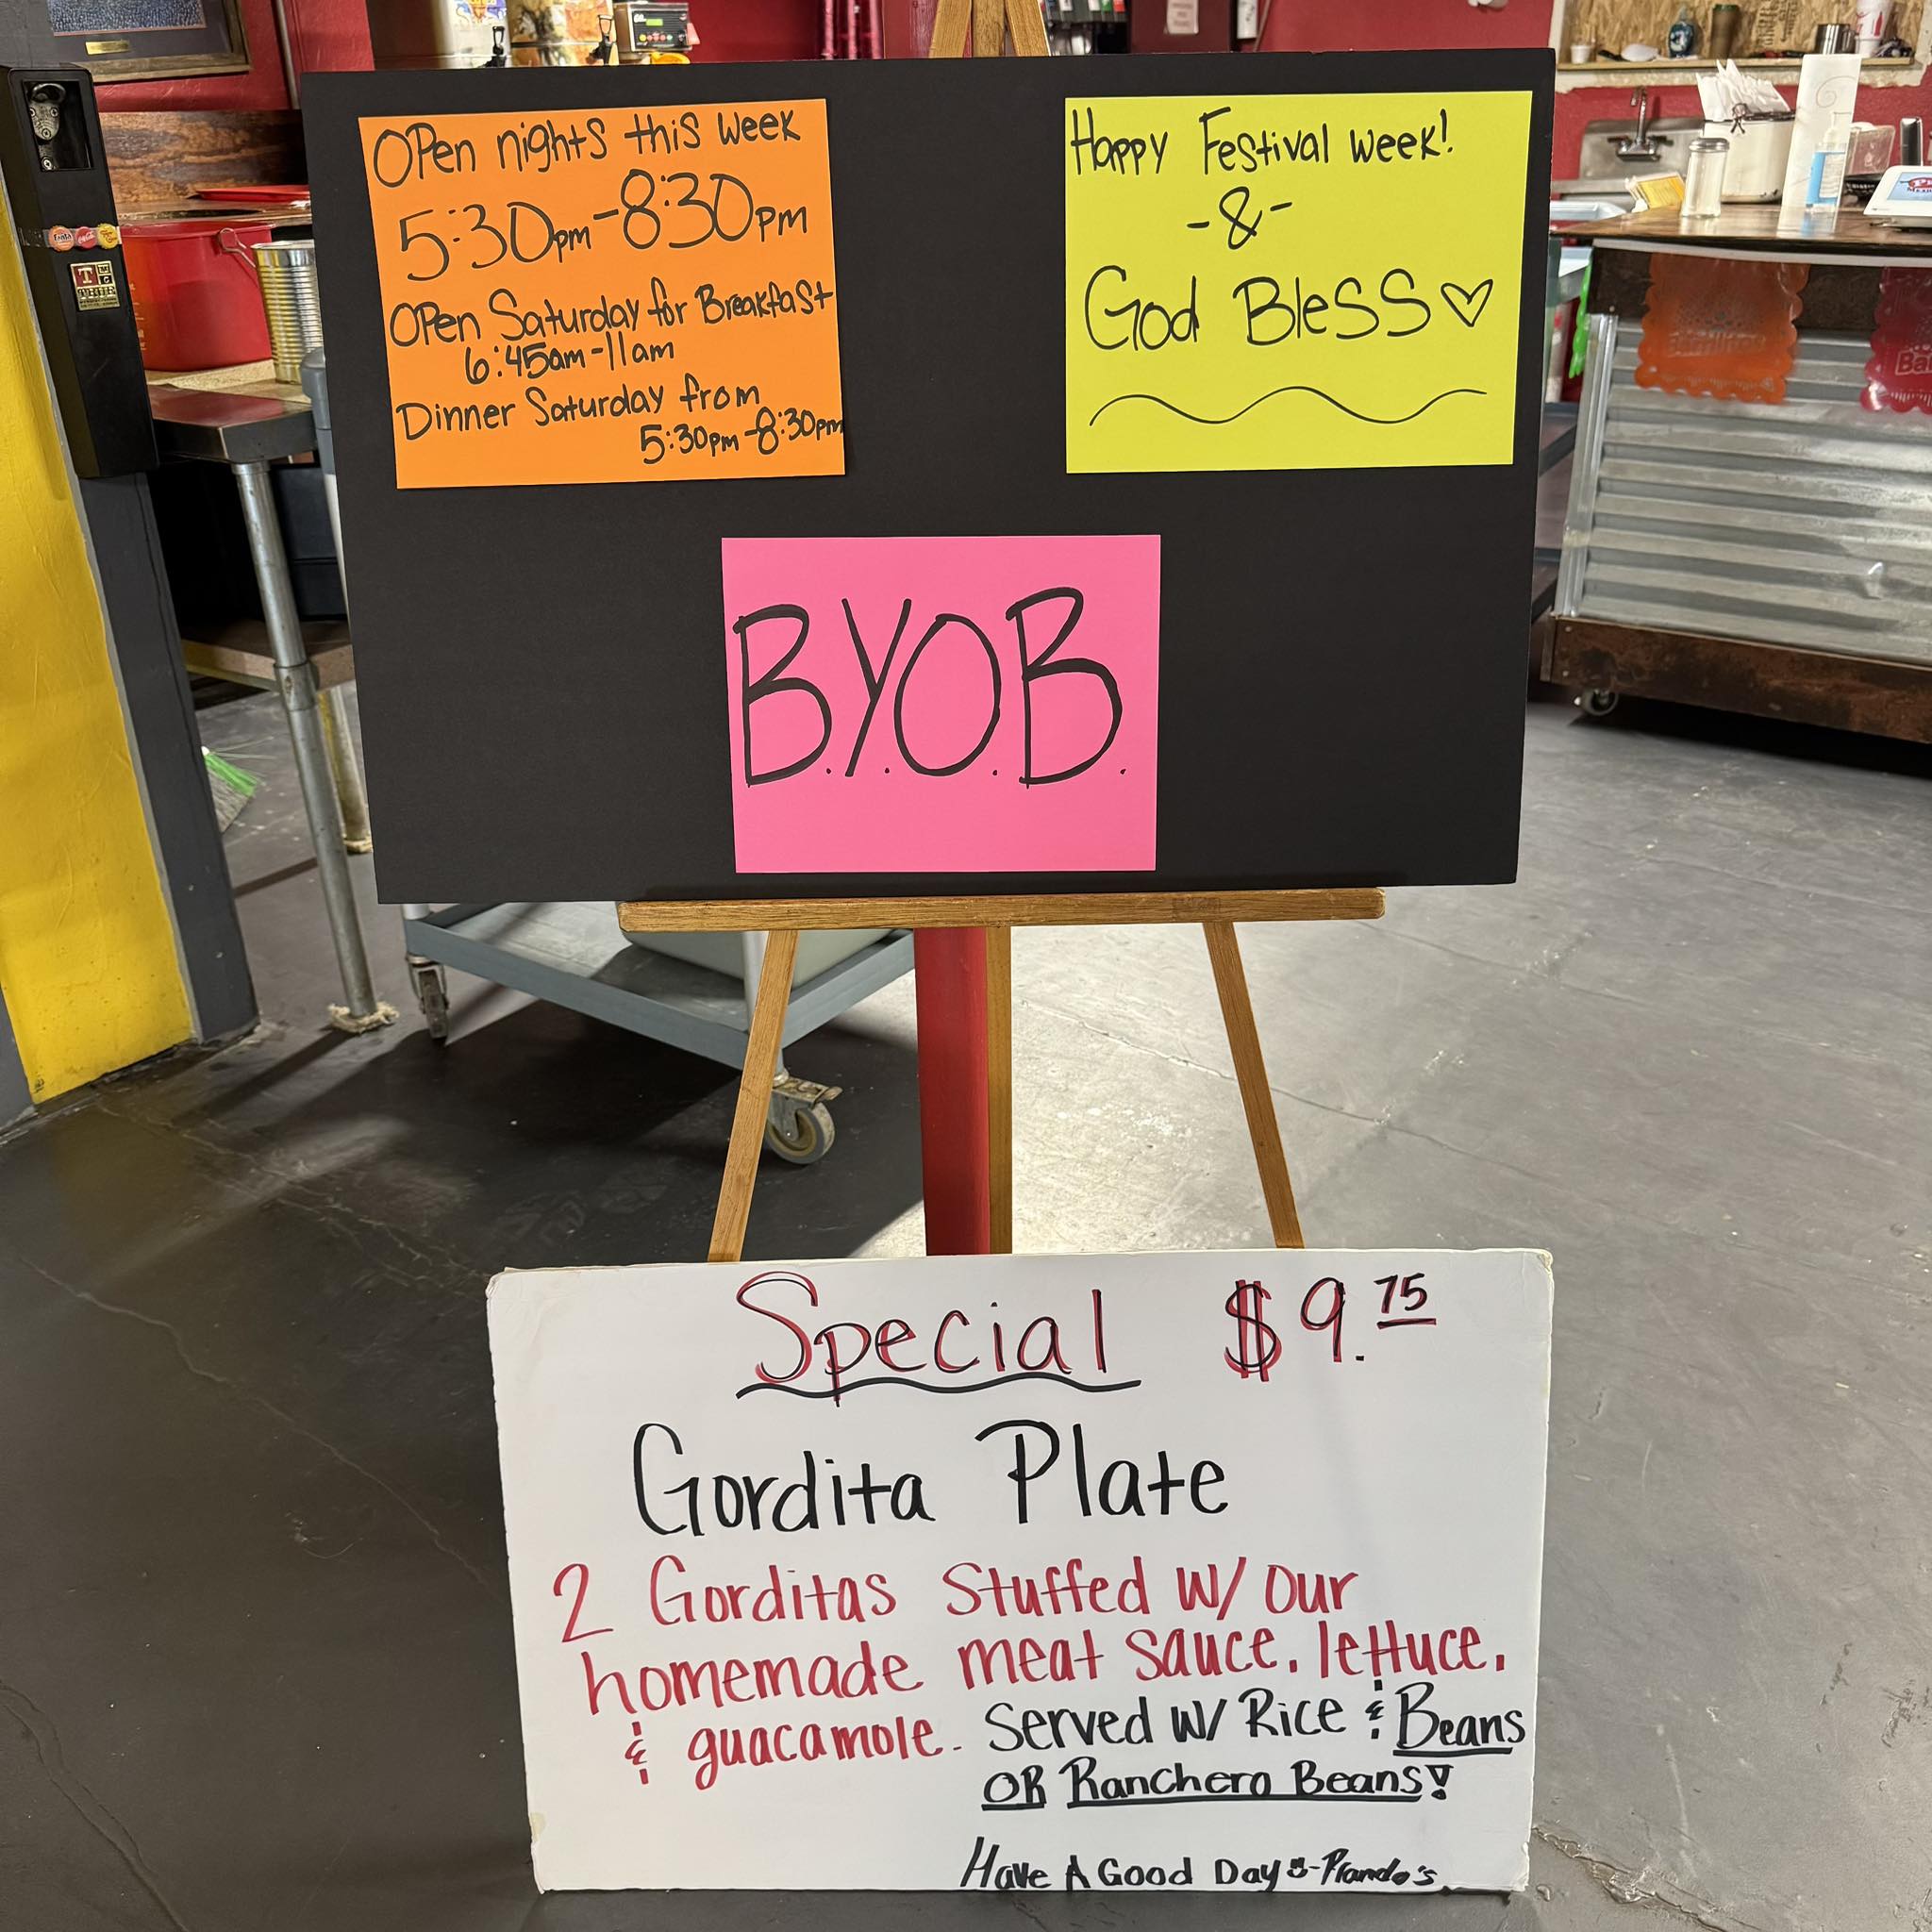 Open nights this week
5:30pm-8:30pm
Open Saturday for Breakfast
6:45am-11am
Dinner Saturday from
5:30pm-8:30pm
Happy Festival week!
-&-
God Bless ♡
B.Y.O.B.
Special $9.75
Gordita Plate
2 Gorditas Stuffed w/ our
homemade meat sauce, lettuce,
& guacamole. Served w/ Rice & Beans
OR Ranchero Beans!
Have A Good Day -Prando's